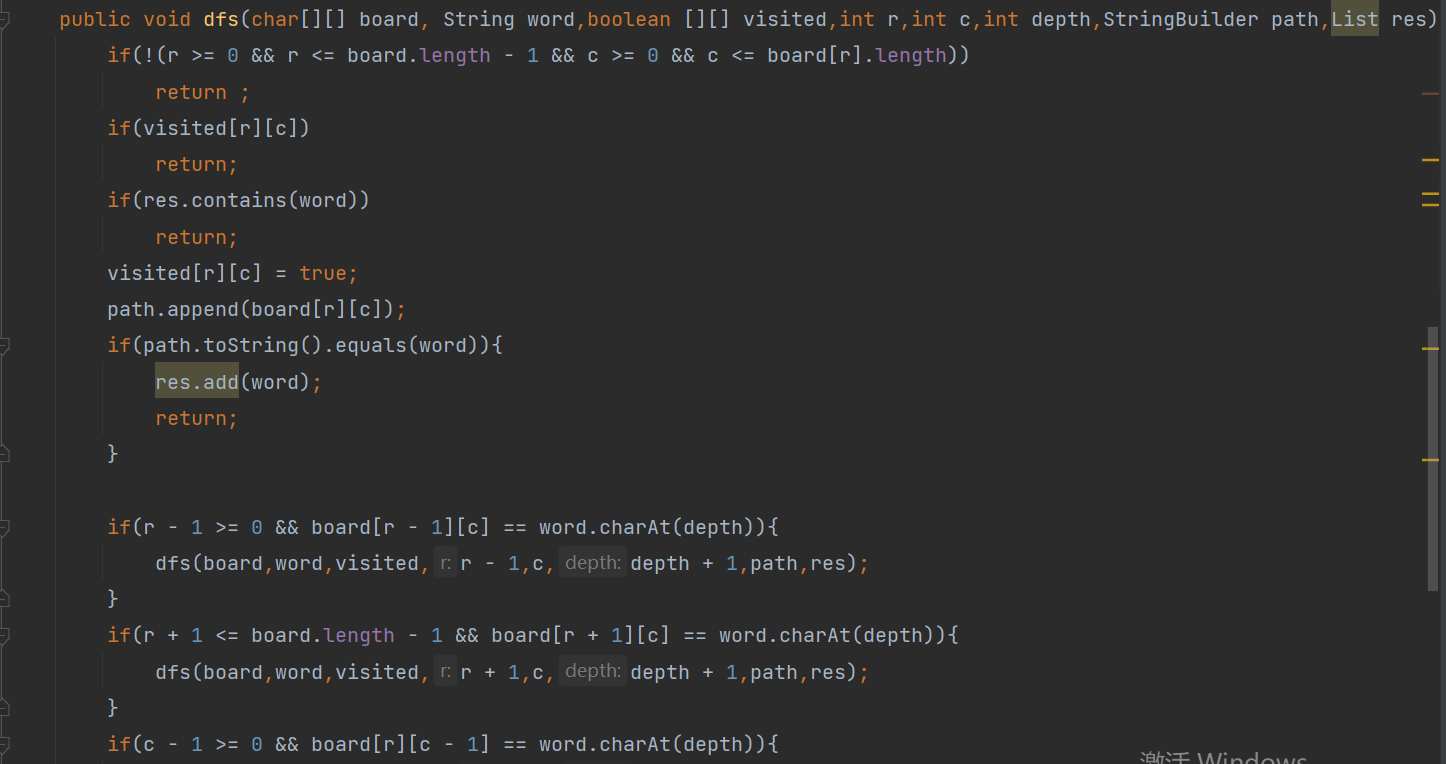 public void dfs(char[][] board, String word,boolean [][] visited,int r,int c,int depth,StringBuilder path,List res)
if(!(r >= 0 && r <= board.length - 1 && c >= 0 && c <= board[r].length))
return ;
if(visited[r][c])
return;
if(res.contains(word))
return;
visited[r][c] = true;
path.append(board[r][c]);
if(path.toString().equals(word)){
res.add(word);
return;
}
if(r - 1 >= 0 && board[r - 1][c] == word.charAt(depth)){
dfs(board,word,visited, r: r - 1,c, depth: depth + 1,path,res);
}
if(r + 1 <= board.length - 1 && board[r + 1][c] == word.charAt(depth)){
dfs(board,word,visited, r: r + 1,c, depth: depth + 1,path,res);
}
if(c - 1 >= 0 && board[r][c - 1] == word.charAt(depth)){
激活 Windows